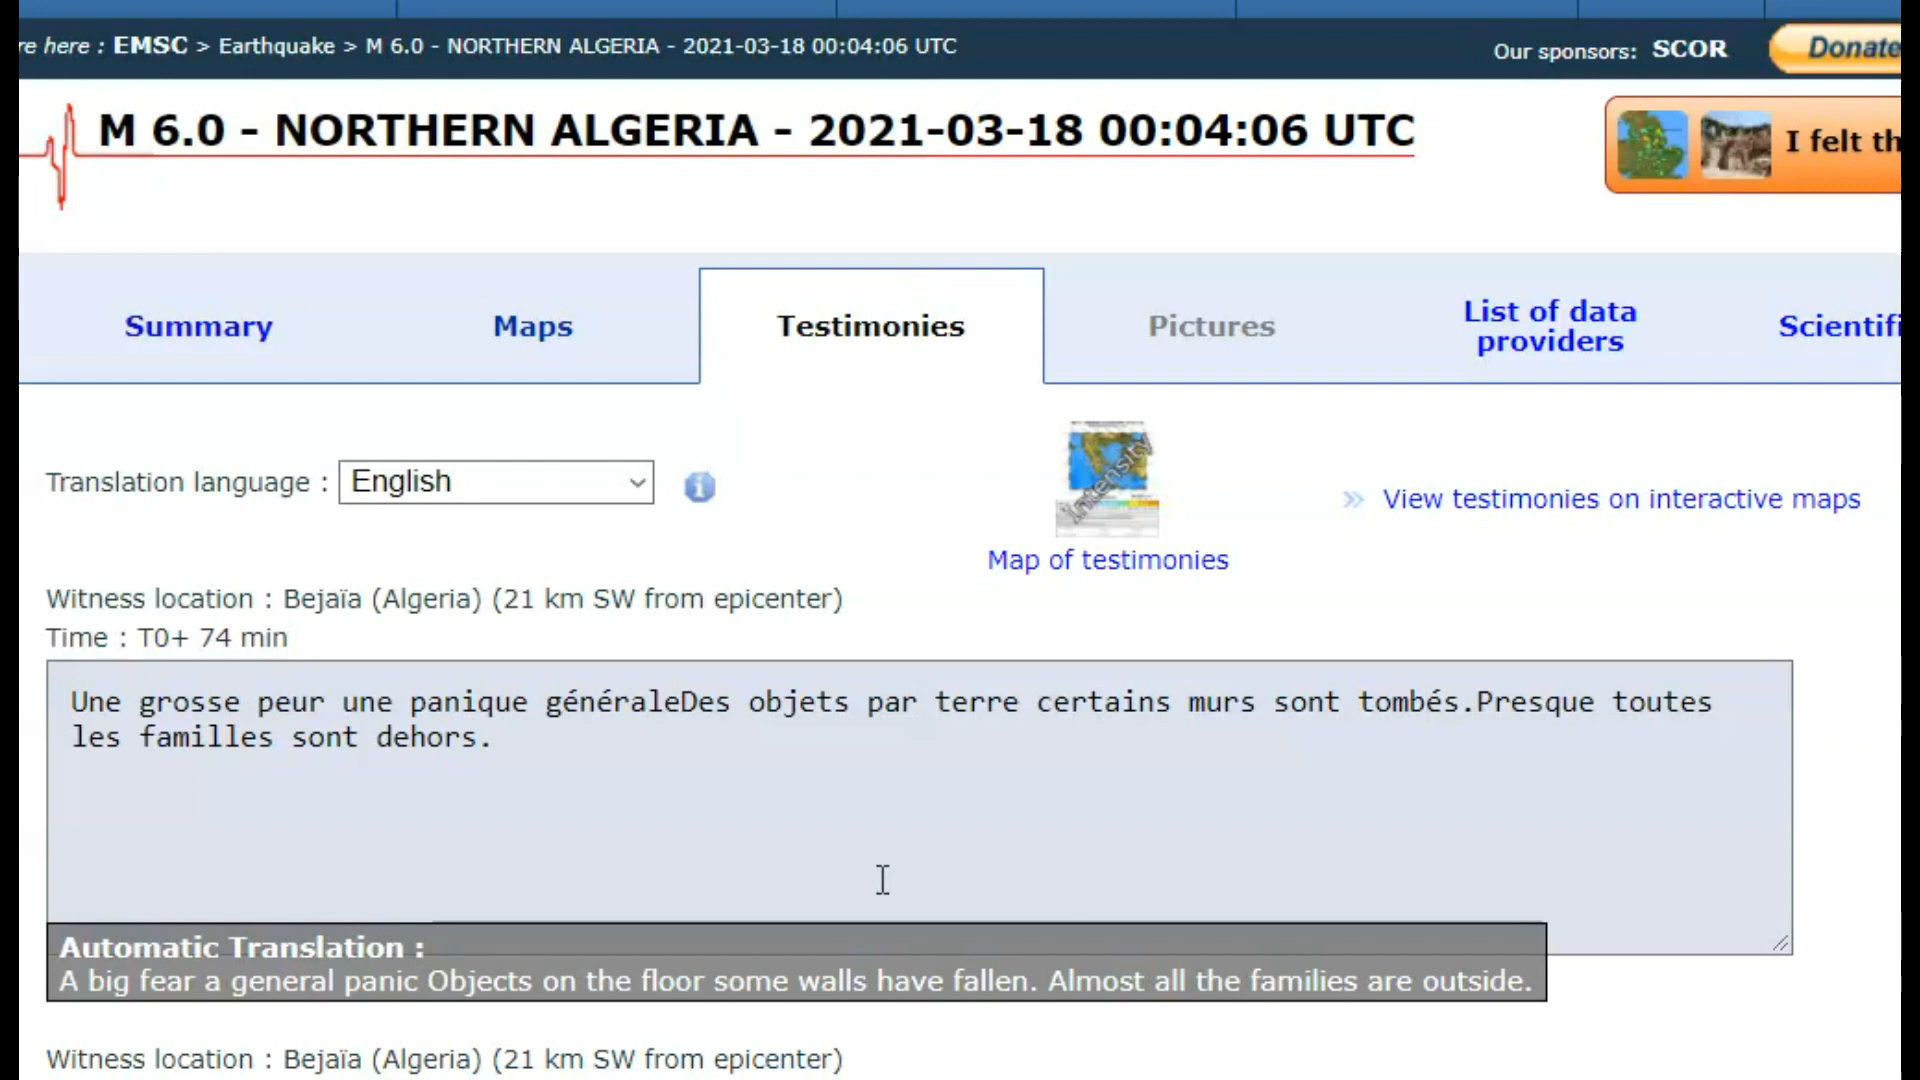 re here : EMSC > Earthquake > M 6.0 - NORTHERN ALGERIA - 2021-03-18 00:04:06 UTC
Our sponsors: SCOR
Donate
M 6.0 - NORTHERN ALGERIA - 2021-03-18 00:04:06 UTC
I felt th
Summary
Maps
Testimonies
Pictures
List of data
providers
Scientifi
Translation language : English
intensity
Map of testimonies
» View testimonies on interactive maps
Witness location : Bejaïa (Algeria) (21 km SW from epicenter)
Time : T0+ 74 min
Une grosse peur une panique généraleDes objets par terre certains murs sont tombés.Presque toutes
les familles sont dehors.
Automatic Translation :
A big fear a general panic Objects on the floor some walls have fallen. Almost all the families are outside.
Witness location : Bejaïa (Algeria) (21 km SW from epicenter)